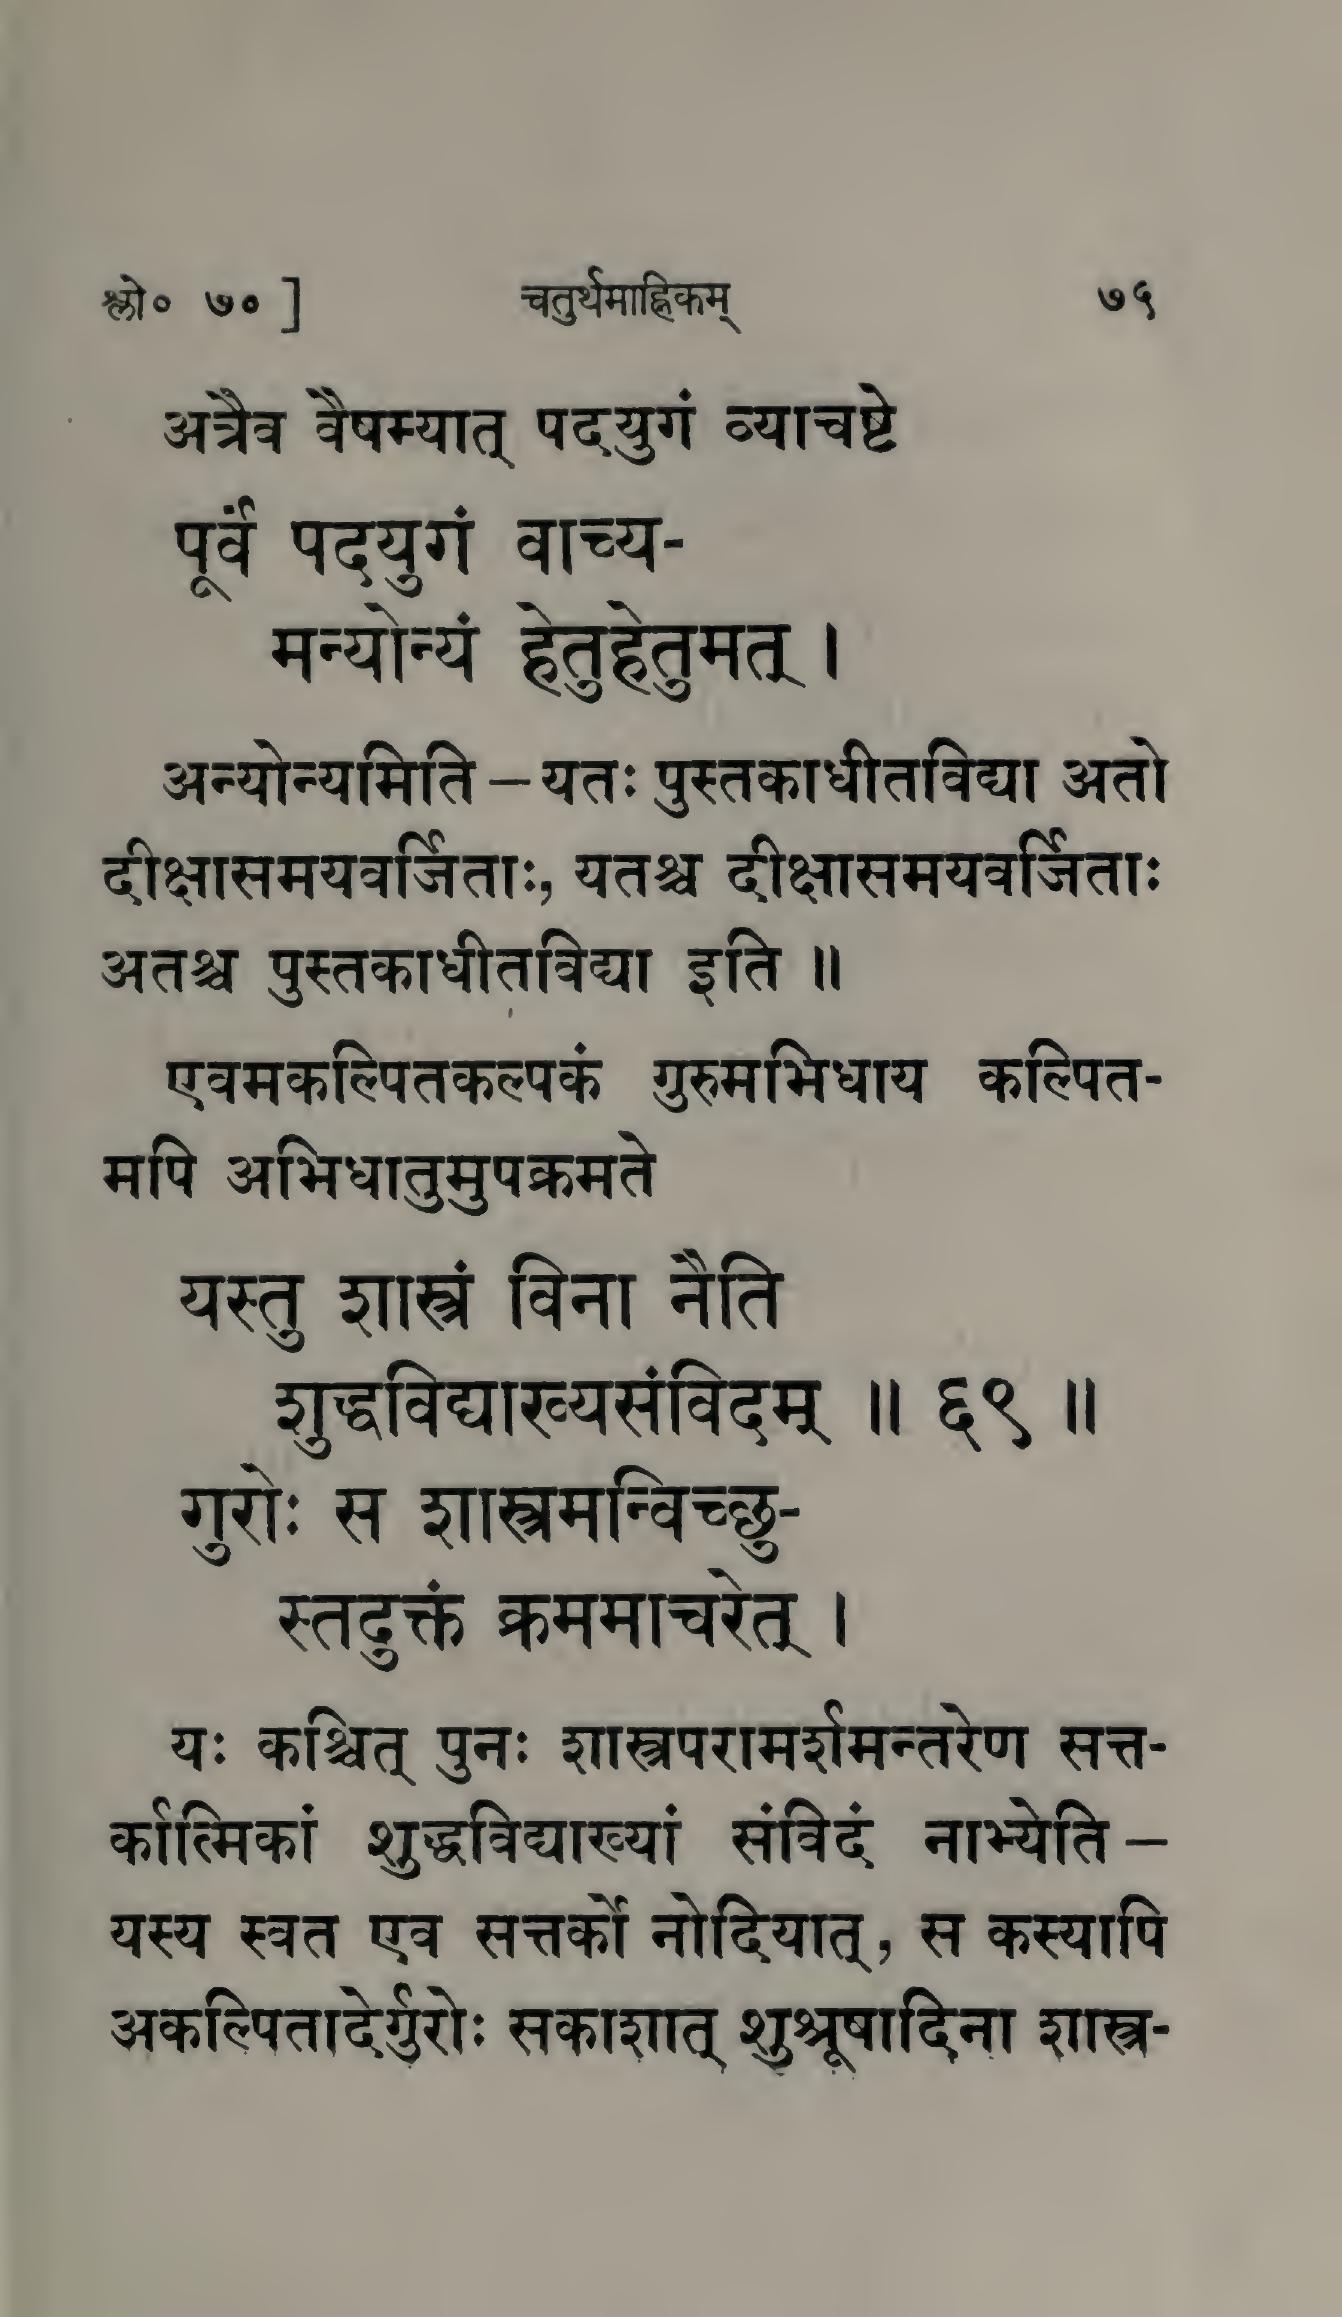 श्लो० ७० ] चतुर्थमाह्निकम् ७५
अत्रैव वैषम्यात् पदयुगं व्याचष्टे
पूर्वं पदयुगं वाच्य-
मन्योन्यं हेतुहेतुमत् ।
अन्योन्यमिति – यतः पुस्तकाधीतविद्या अतो
दीक्षासमयवर्जिताः, यतश्च दीक्षासमयवर्जिताः
अतश्च पुस्तकाधीतविद्या इति ॥
एवमकल्पितकल्पकं गुरुमभिधाय कल्पित-
मपि अभिधातुमुपक्रमते
यस्तु शास्त्रं विना नैति
शुद्धविद्याख्यसंविदम् ॥ ६९ ॥
गुरोः स शास्त्रमन्विच्छु-
स्तदुक्तं क्रममाचरेत् ।
यः कश्चित् पुनः शास्त्रपरामर्शमन्तरेण सत्त-
र्कात्मिकां शुद्धविद्याख्यां संविदं नाभ्येति –
यस्य स्वत एव सत्तर्को नोदियात्, स कस्यापि
अकल्पितादेर्गुरोः सकाशात् शुश्रूषादिना शास्त्र-